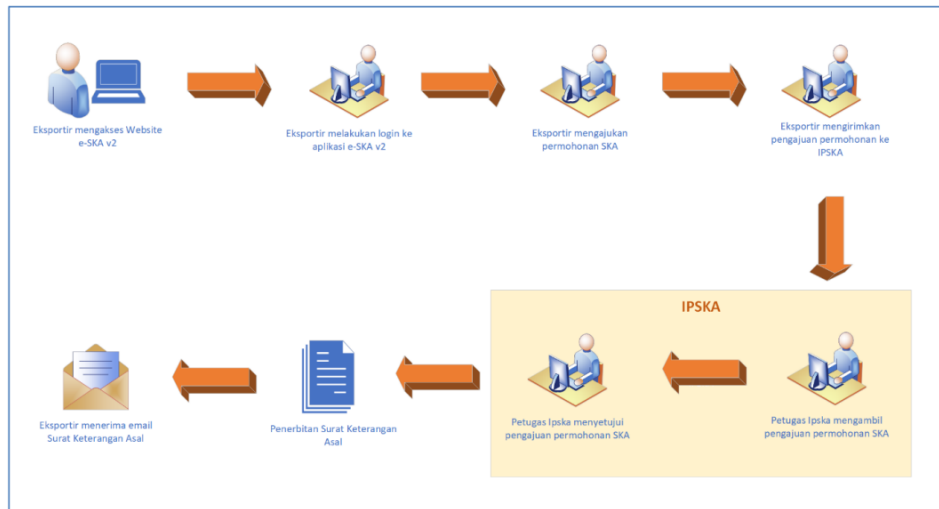 Eksportir mengakses Website
e-SKA v2
Eksportir melakukan login ke
aplikasi e-SKA v2
Eksportir mengajukan
permohonan SKA
Eksportir mengirimkan
pengajuan permohonan ke
IPSKA
IPSKA
Petugas Ipska mengambil
pengajuan permohonan SKA
Petugas Ipska menyetujui
pengajuan permohonan SKA
Penerbitan Surat Keterangan
Asal
Eksportir menerima email
Surat Keterangan Asal